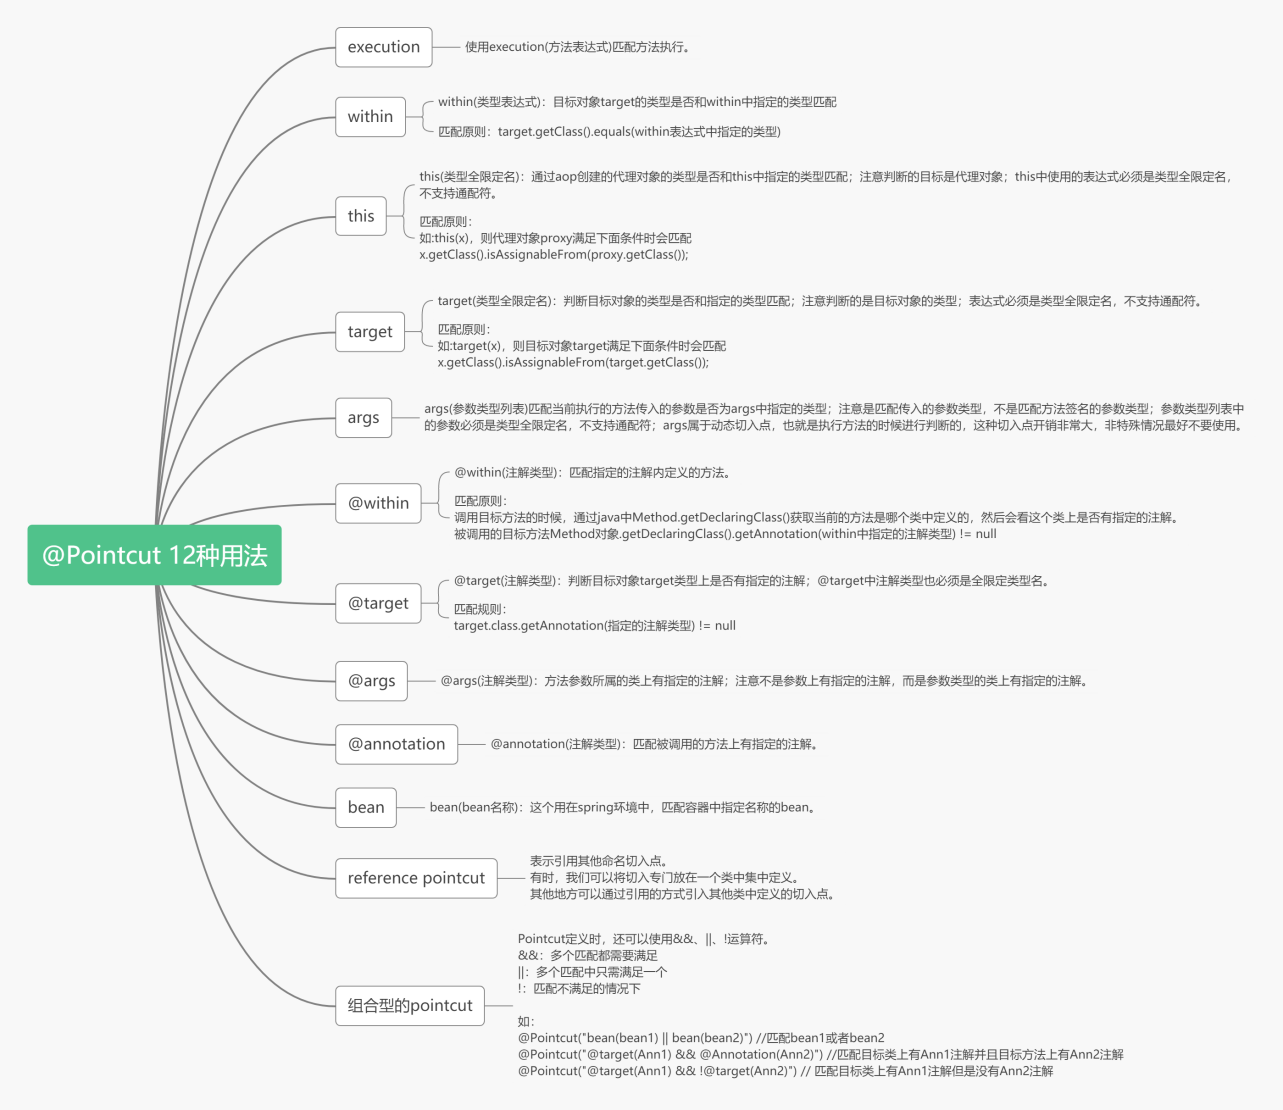 @Pointcut 12种用法
execution
使用execution(方法表达式)匹配方法执行。
within
within(类型表达式)：目标对象target的类型是否和within中指定的类型匹配
匹配原则：target.getClass().equals(within表达式中指定的类型)
this
this(类型全限定名)：通过aop创建的代理对象的类型是否和this中指定的类型匹配；注意判断的目标是代理对象；this中使用的表达式必须是类型全限定名，
不支持通配符。
匹配原则：
如:this(x)，则代理对象proxy满足下面条件时会匹配
x.getClass().isAssignableFrom(proxy.getClass());
target
target(类型全限定名)：判断目标对象的类型是否和指定的类型匹配；注意判断的是目标对象的类型；表达式必须是类型全限定名，不支持通配符。
匹配原则：
如:target(x)，则目标对象target满足下面条件时会匹配
x.getClass().isAssignableFrom(target.getClass());
args
args(参数类型列表)匹配当前执行的方法传入的参数是否为args中指定的类型；注意是匹配传入的参数类型，不是匹配方法签名的参数类型；参数类型列表中
的参数必须是类型全限定名，不支持通配符；args属于动态切入点，也就是执行方法的时候进行判断的，这种切入点开销非常大，非特殊情况最好不要使用。
@within
@within(注解类型)：匹配指定的注解内定义的方法。
匹配原则：
调用目标方法的时候，通过java中Method.getDeclaringClass()获取当前的方法是哪个类中定义的，然后会看这个类上是否有指定的注解。
被调用的目标方法Method对象.getDeclaringClass().getAnnotation(within中指定的注解类型) != null
@target
@target(注解类型)：判断目标对象target类型上是否有指定的注解；@target中注解类型也必须是全限定类型名。
匹配规则：
target.class.getAnnotation(指定的注解类型) != null
@args
@args(注解类型)：方法参数所属的类上有指定的注解；注意不是参数上有指定的注解，而是参数类型的类上有指定的注解。
@annotation
@annotation(注解类型)：匹配被调用的方法上有指定的注解。
bean
bean(bean名称)：这个用在spring环境中，匹配容器中指定名称的bean。
reference pointcut
表示引用其他命名切入点。
有时，我们可以将切入专门放在一个类中集中定义。
其他地方可以通过引用的方式引入其他类中定义的切入点。
组合型的pointcut
Pointcut定义时，还可以使用&&、||、!运算符。
&&：多个匹配都需要满足
||：多个匹配中只需满足一个
!：匹配不满足的情况下
如：
@Pointcut("bean(bean1) || bean(bean2)") //匹配bean1或者bean2
@Pointcut("@target(Ann1) && @Annotation(Ann2)") //匹配目标类上有Ann1注解并且目标方法上有Ann2注解
@Pointcut("@target(Ann1) && !@target(Ann2)") // 匹配目标类上有Ann1注解但是没有Ann2注解